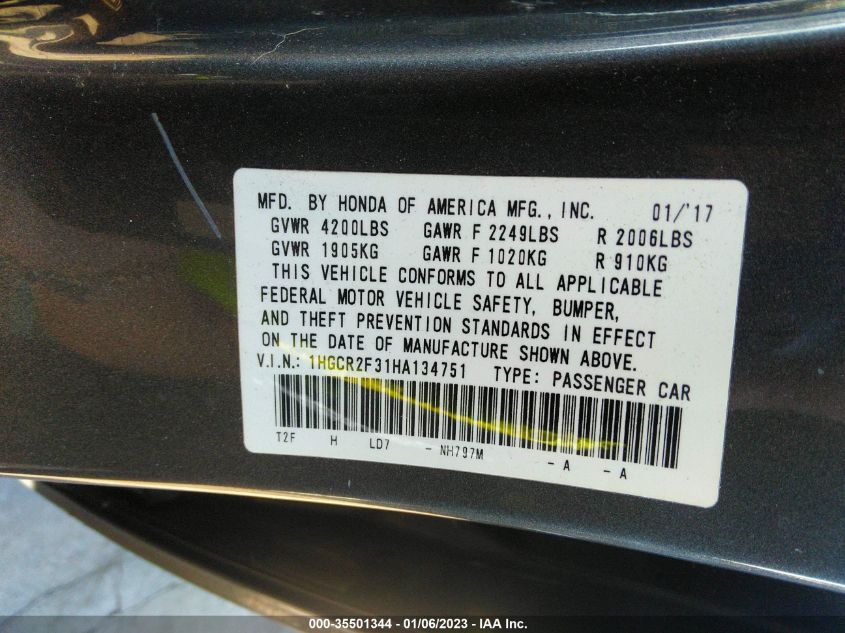 MFD. BY HONDA OF AMERICA MFG., INC. 01/'17
GVWR 4200LBS GAWR F 2249LBS R 2006LBS
GVWR 1905KG GAWR F 1020KG R 910KG
THIS VEHICLE CONFORMS TO ALL APPLICABLE
FEDERAL MOTOR VEHICLE SAFETY, BUMPER,
AND THEFT PREVENTION STANDARDS IN EFFECT
ON THE DATE OF MANUFACTURE SHOWN ABOVE.
V.I.N.: 1HGCR2F31HA134751 TYPE: PASSENGER CAR
T2F H LD7 - NH797M - A - A
000-35501344 - 01/06/2023 - IAA Inc.